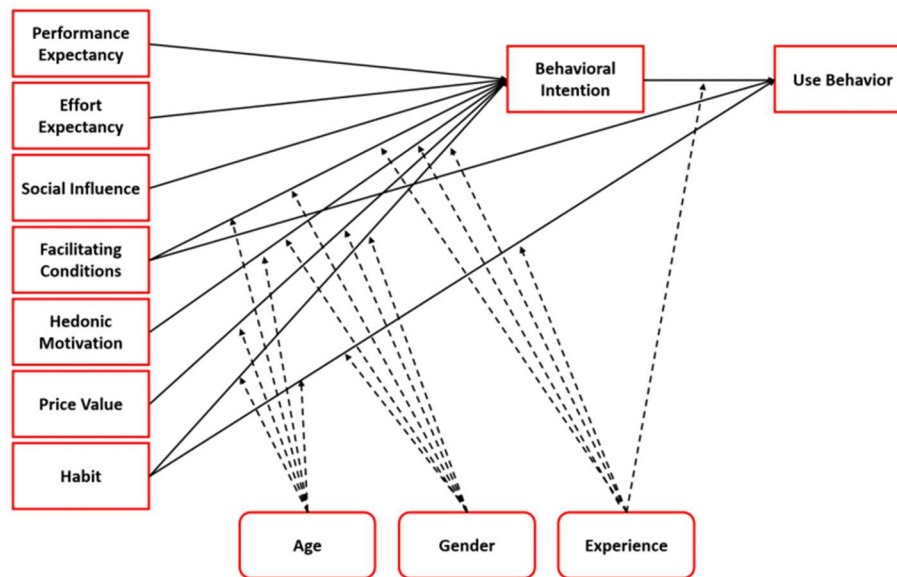 Performance
Expectancy
Effort
Expectancy
Social Influence
Facilitating
Conditions
Hedonic
Motivation
Price Value
Habit
Behavioral
Intention
Use Behavior
Age
Gender
Experience